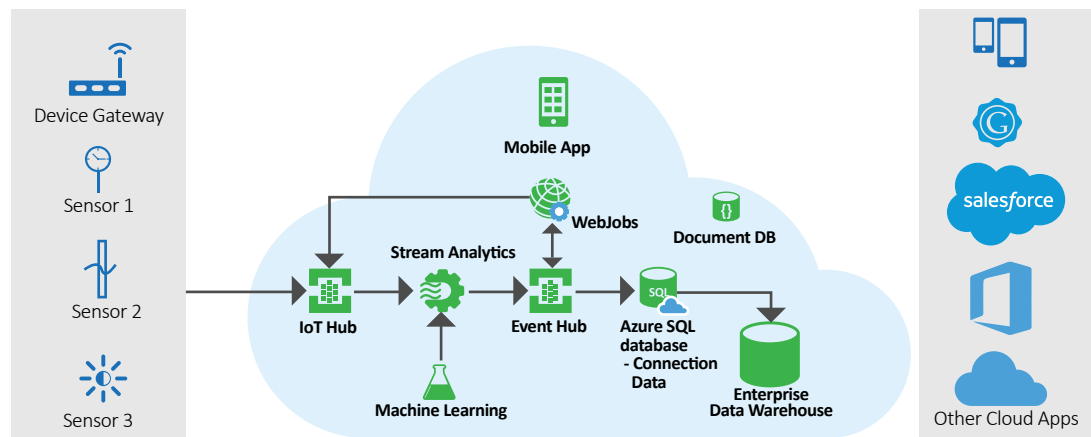 Device Gateway
Sensor 1
Sensor 2
Sensor 3
Mobile App
WebJobs
Document DB
Stream Analytics
IoT Hub
Event Hub
SQL
Azure SQL
database
- Connection
Data
Machine Learning
Enterprise
Data Warehouse
{}
G
salesforce
Other Cloud Apps